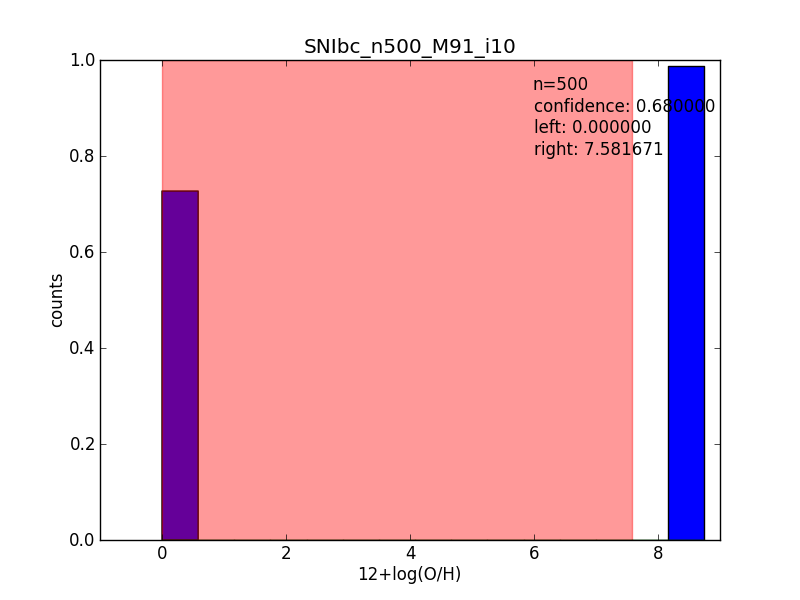 SNIbc_n500_M91_i10
1.0
0.8
0.6
0.4
0.2
0.0
counts
n=500
confidence: 0.680000
left: 0.000000
right: 7.581671
0 2 4 6 8
12+log(O/H)